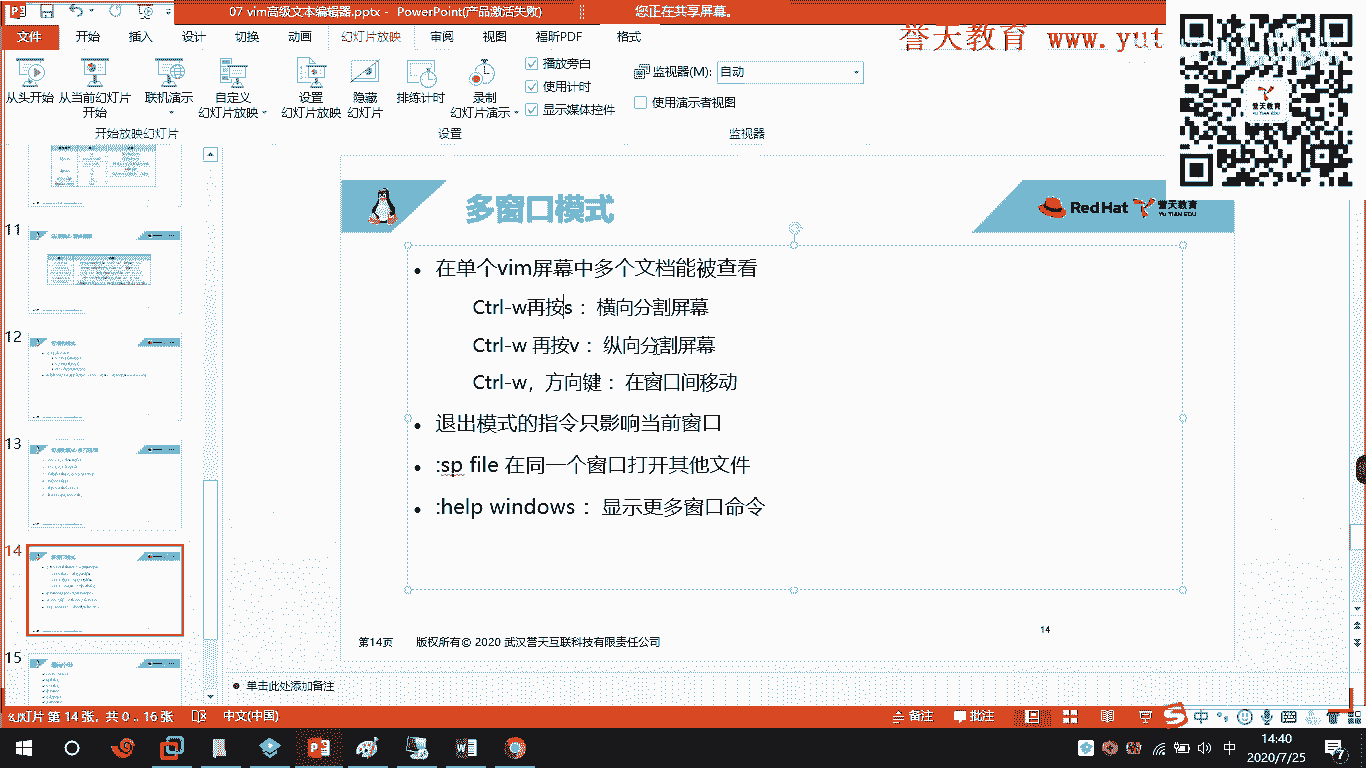 07 vim高级文本编辑器.pptx - PowerPoint(产品激活失败)
您正在共享屏幕。
文件 开始 插入 设计 切换 动画 幻灯片放映 审阅 视图 福昕PDF 格式
誉天教育 www.yut
从头开始
从当前幻灯片开始
联机演示
自定义幻灯片放映
设置幻灯片放映
隐藏幻灯片
排练计时
录制幻灯片演示
播放旁白
使用计时
显示媒体控件
监视器(M): 自动
使用演示者视图
开始放映幻灯片
设置
监视器
誉天教育
YU TIAN EDU
11
12
13
14
15
多窗口模式
RedHat 誉天教育
YU TIAN EDU
• 在单个vim屏幕中多个文档能被查看
Ctrl-w再按s： 横向分割屏幕
Ctrl-w 再按v： 纵向分割屏幕
Ctrl-w，方向键： 在窗口间移动
• 退出模式的指令只影响当前窗口
• :sp file 在同一个窗口打开其他文件
• :help windows： 显示更多窗口命令
14
第14页 版权所有© 2020 武汉誉天互联科技有限责任公司
单击此处添加备注
幻灯片 第 14 张，共 0 .. 16 张 中文(中国)
备注 批注
中
中
14:40
2020/7/25
7